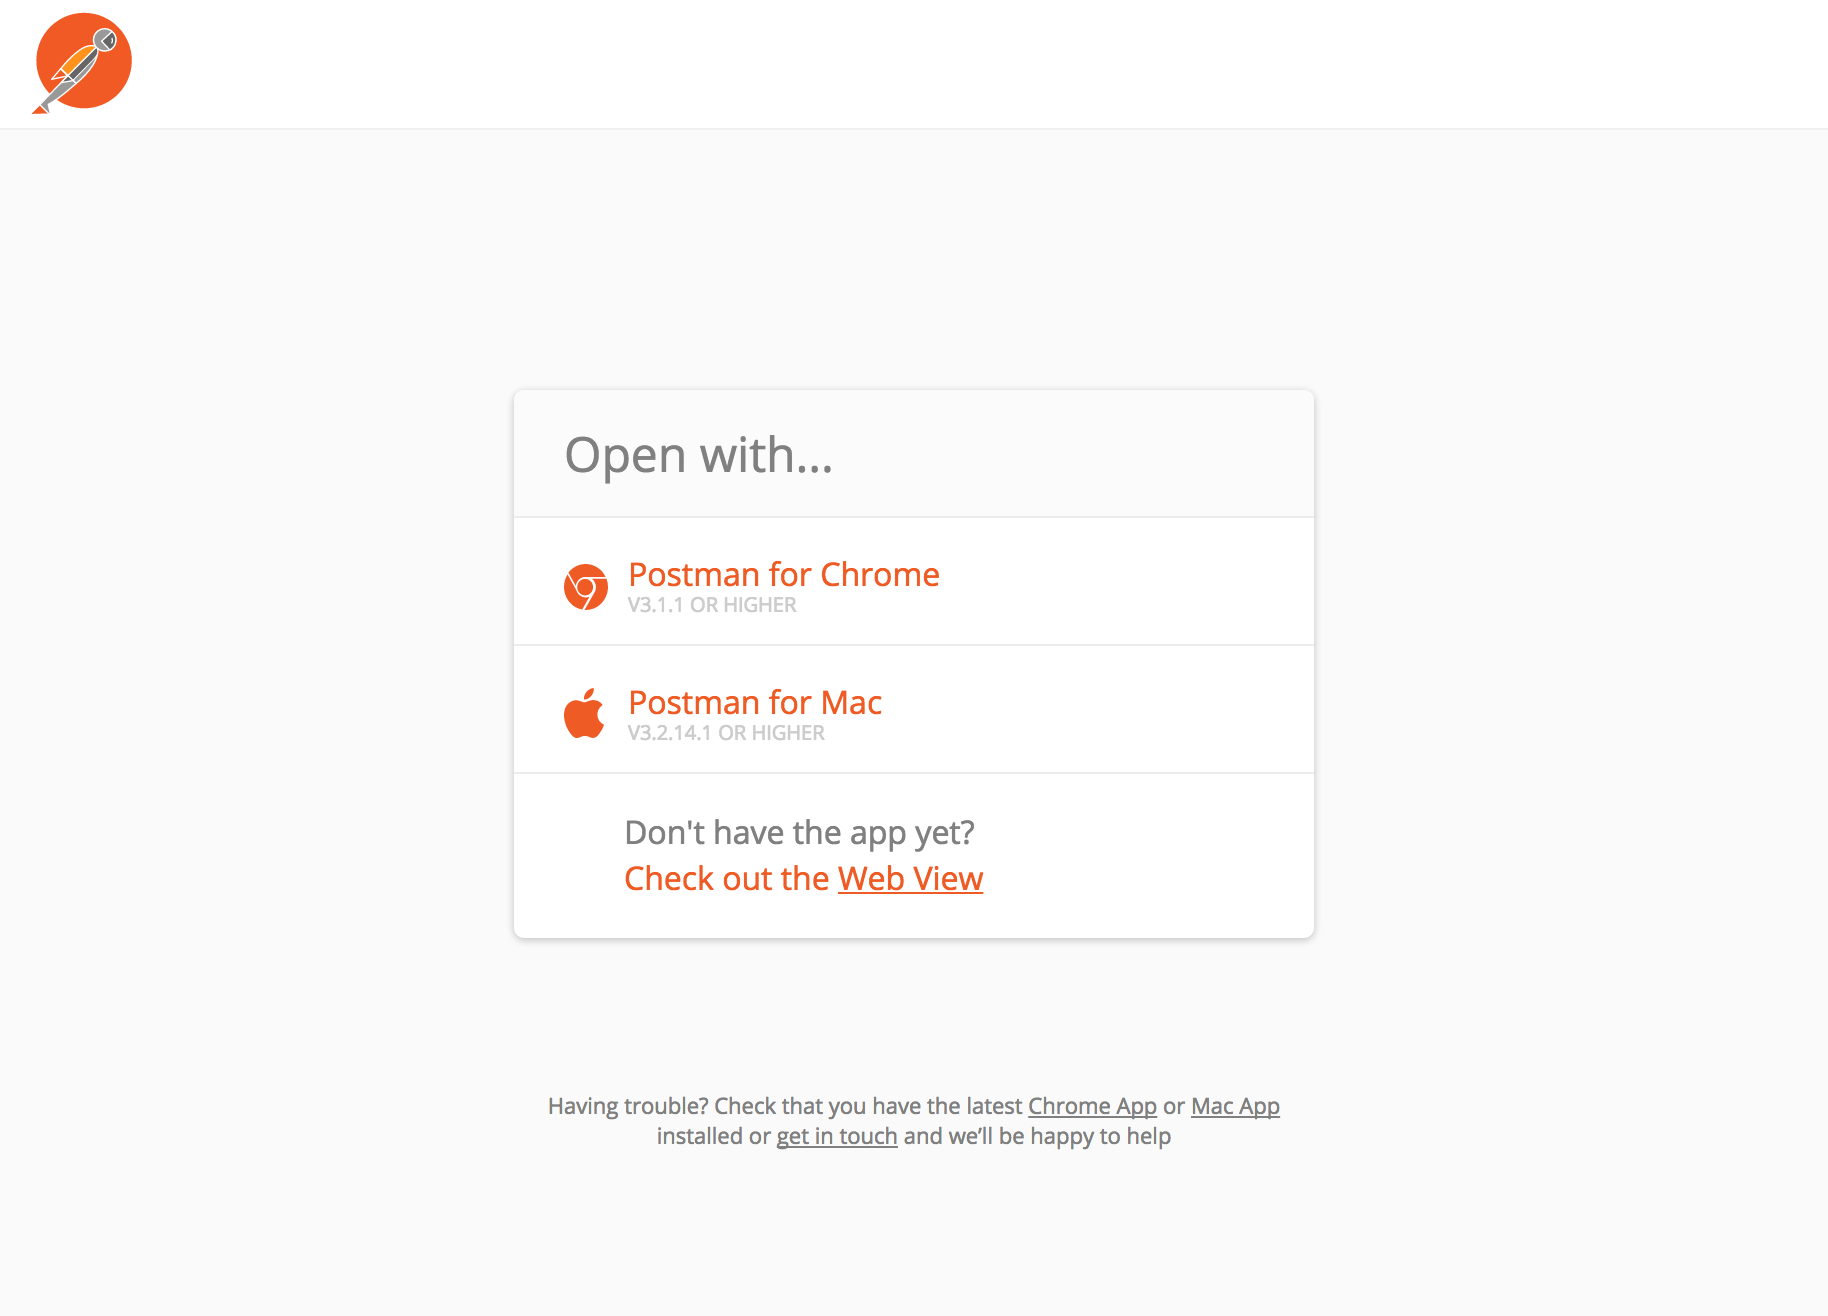 Open with...
Postman for Chrome
V3.1.1 OR HIGHER
Postman for Mac
V3.2.14.1 OR HIGHER
Don't have the app yet?
Check out the Web View
Having trouble? Check that you have the latest Chrome App or Mac App
installed or get in touch and we’ll be happy to help